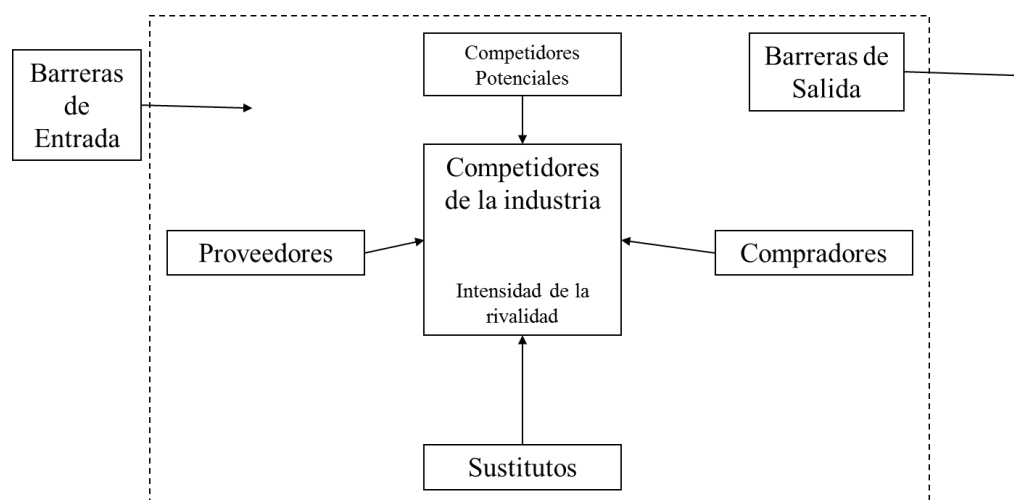 Barreras
de
Entrada
Competidores
Potenciales
Barreras de
Salida
Competidores
de la industria
Intensidad de la
rivalidad
Proveedores
Compradores
Sustitutos